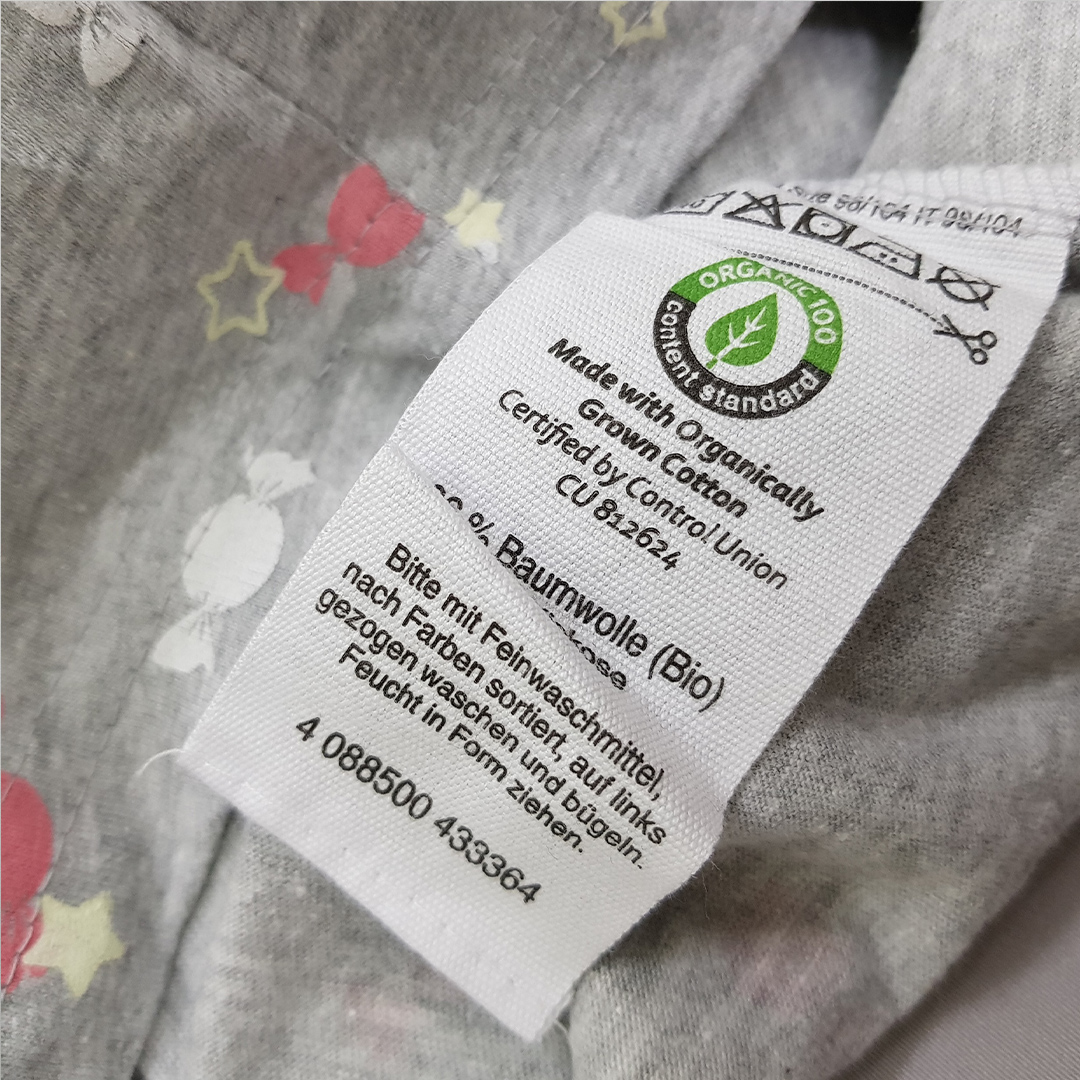 98/104 IT 98/104
ORGANIC 100
content standard
Made with Organically
Grown Cotton
Certified by Control Union
CU 812624
% Baumwolle (Bio)
Bitte mit Feinwaschmittel,
nach Farben sortiert, auf links
gezogen waschen und bügeln.
Feucht in Form ziehen.
4 088500 433364